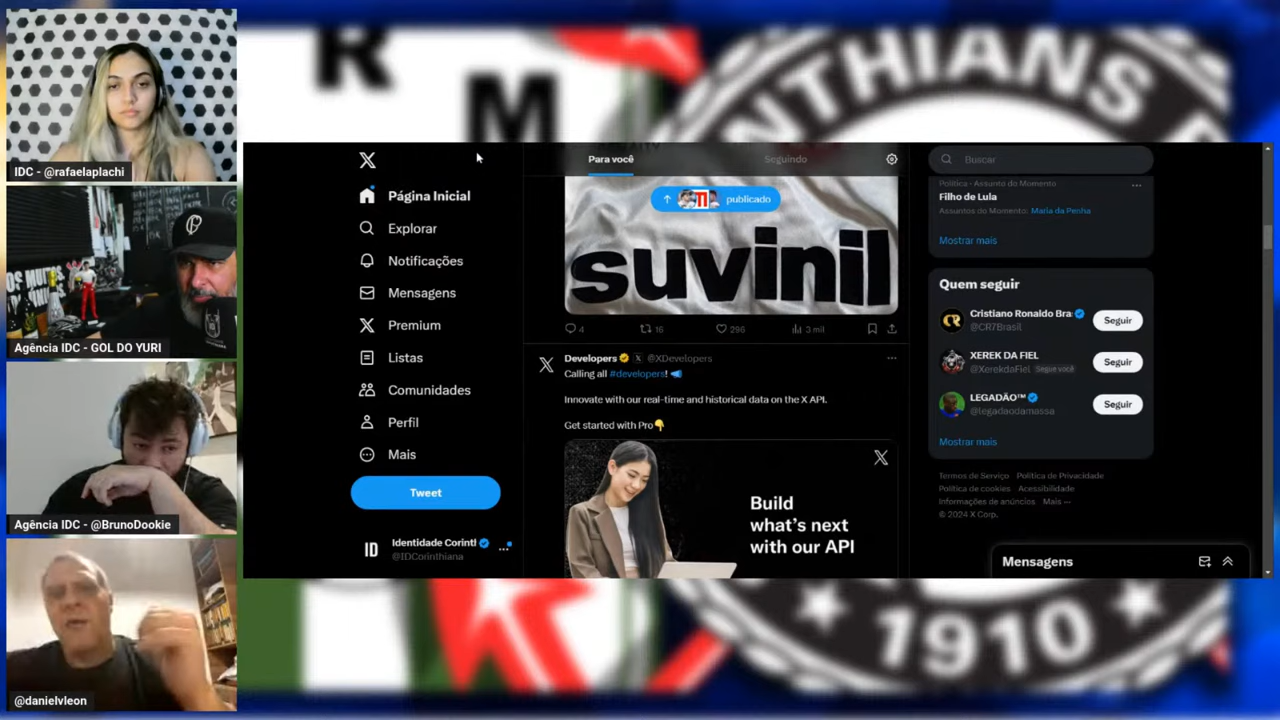 IDC - @rafaelaplachi
Agência IDC - GOL DO YURI
Agência IDC - @BrunoDookie
@danielvleon
R
M
INTHIANS
1910
Página Inicial
Explorar
Notificações
Mensagens
Premium
Listas
Comunidades
Perfil
Mais
Tweet
Identidade Corint
@IDCorinthiana
Para você
Seguindo
publicado
suvinil
4
16
296
3 mil
Developers X @XDevelopers
Calling all #developers!
Innovate with our real-time and historical data on the X API.
Get started with Pro
Build
what's next
with our API
Buscar
Política · Assunto do Momento
Filho de Lula
Assuntos do Momento: Maria da Penha
Mostrar mais
Quem seguir
Cristiano Ronaldo Bra
@CR7Brasil
Seguir
XEREK DA FIEL
@XerekdaFiel Segue você
Seguir
LEGADÃO™
@legadaodamassa
Seguir
Mostrar mais
Termos de Serviço Política de Privacidade
Política de cookies Acessibilidade
Informações de anúncios Mais ···
© 2024 X Corp.
Mensagens